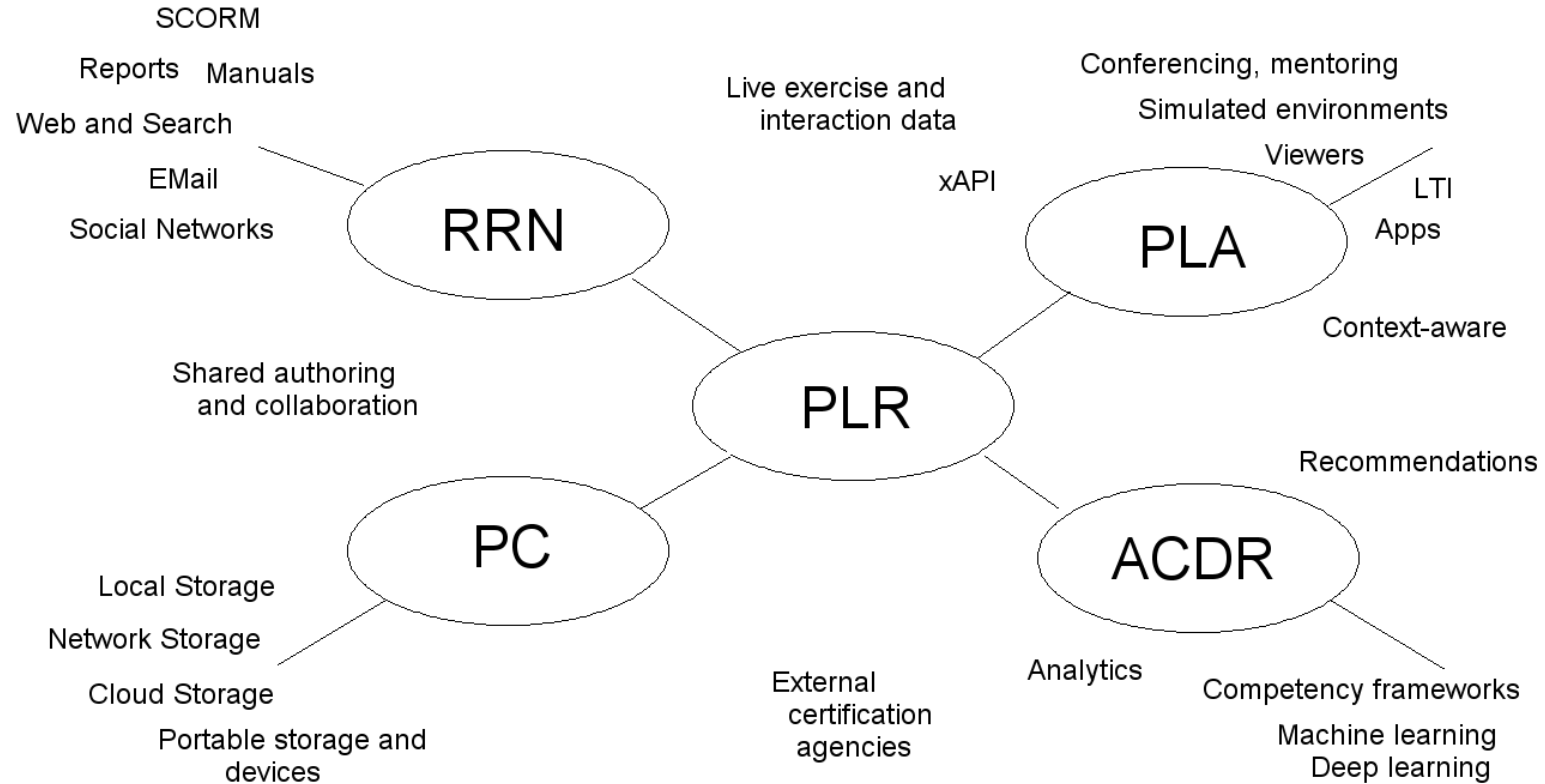 SCORM
Reports
Manuals
Web and Search
EMail
Social Networks
RRN
Live exercise and
interaction data
xAPI
Conferencing, mentoring
Simulated environments
Viewers
LTI
Apps
PLA
Context-aware
Shared authoring
and collaboration
PLR
Recommendations
PC
ACDR
Local Storage
Network Storage
Cloud Storage
Portable storage and
devices
External
certification
agencies
Analytics
Competency frameworks
Machine learning
Deep learning